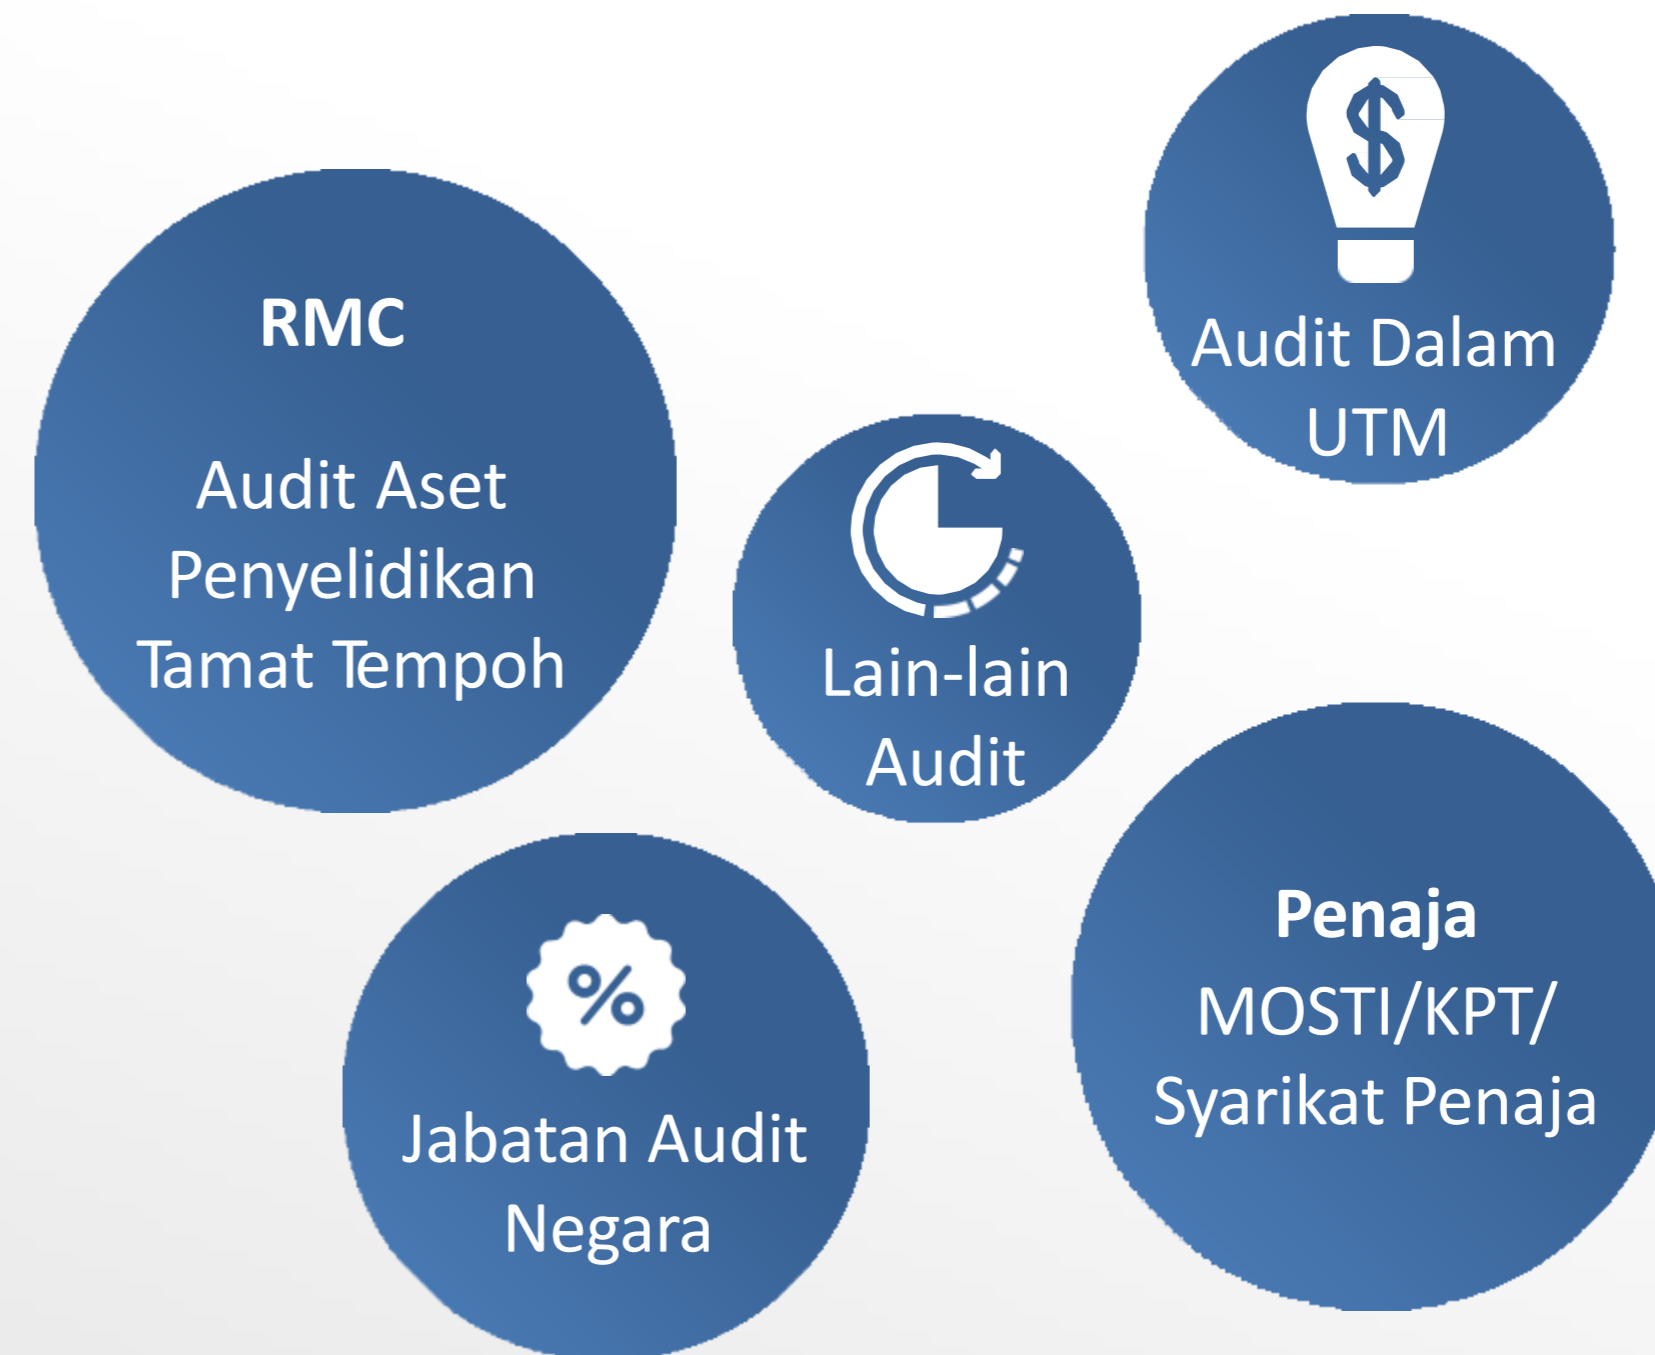 RMC
Audit Aset
Penyelidikan
Tamat Tempoh
$
Audit Dalam
UTM
Lain-lain
Audit
%
Jabatan Audit
Negara
Penaja
MOSTI/KPT/
Syarikat Penaja